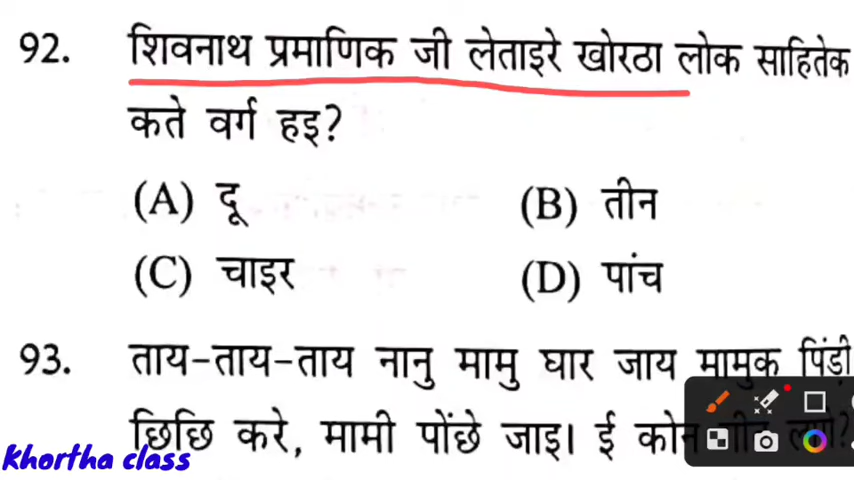 92. शिवनाथ प्रमाणिक जी लेताइरे खोरठा लोक साहितेक
कते वर्ग हइ?
(A) दू (B) तीन
(C) चाइर (D) पांच
93. ताय-ताय-ताय नानु मामु घार जाय मामुक पिंड़ी
छिछि करे, मामी पोंछे जाइ। ई कोन गीत लागे?
Khortha class